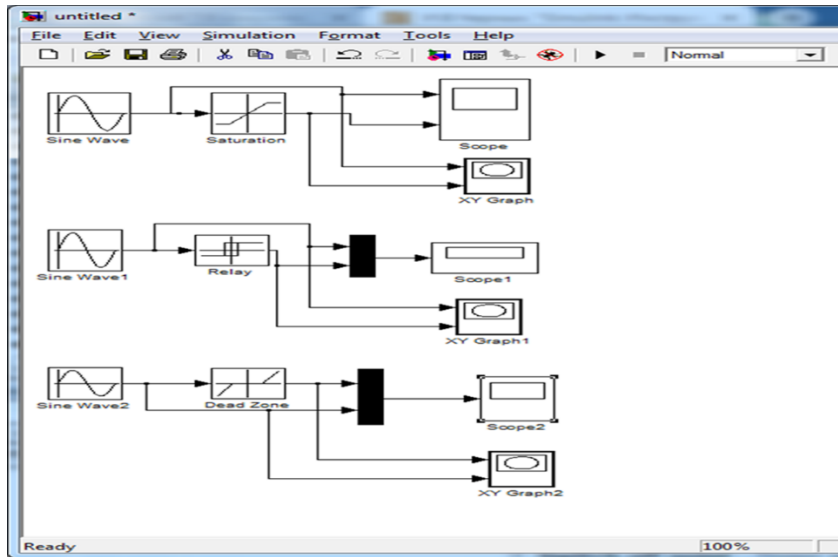 untitled *
File Edit View Simulation Format Tools Help
Normal
Sine Wave
Saturation
Scope
XY Graph
Sine Wave1
Relay
Scope1
XY Graph1
Sine Wave2
Dead Zone
Scope2
XY Graph2
Ready
100%